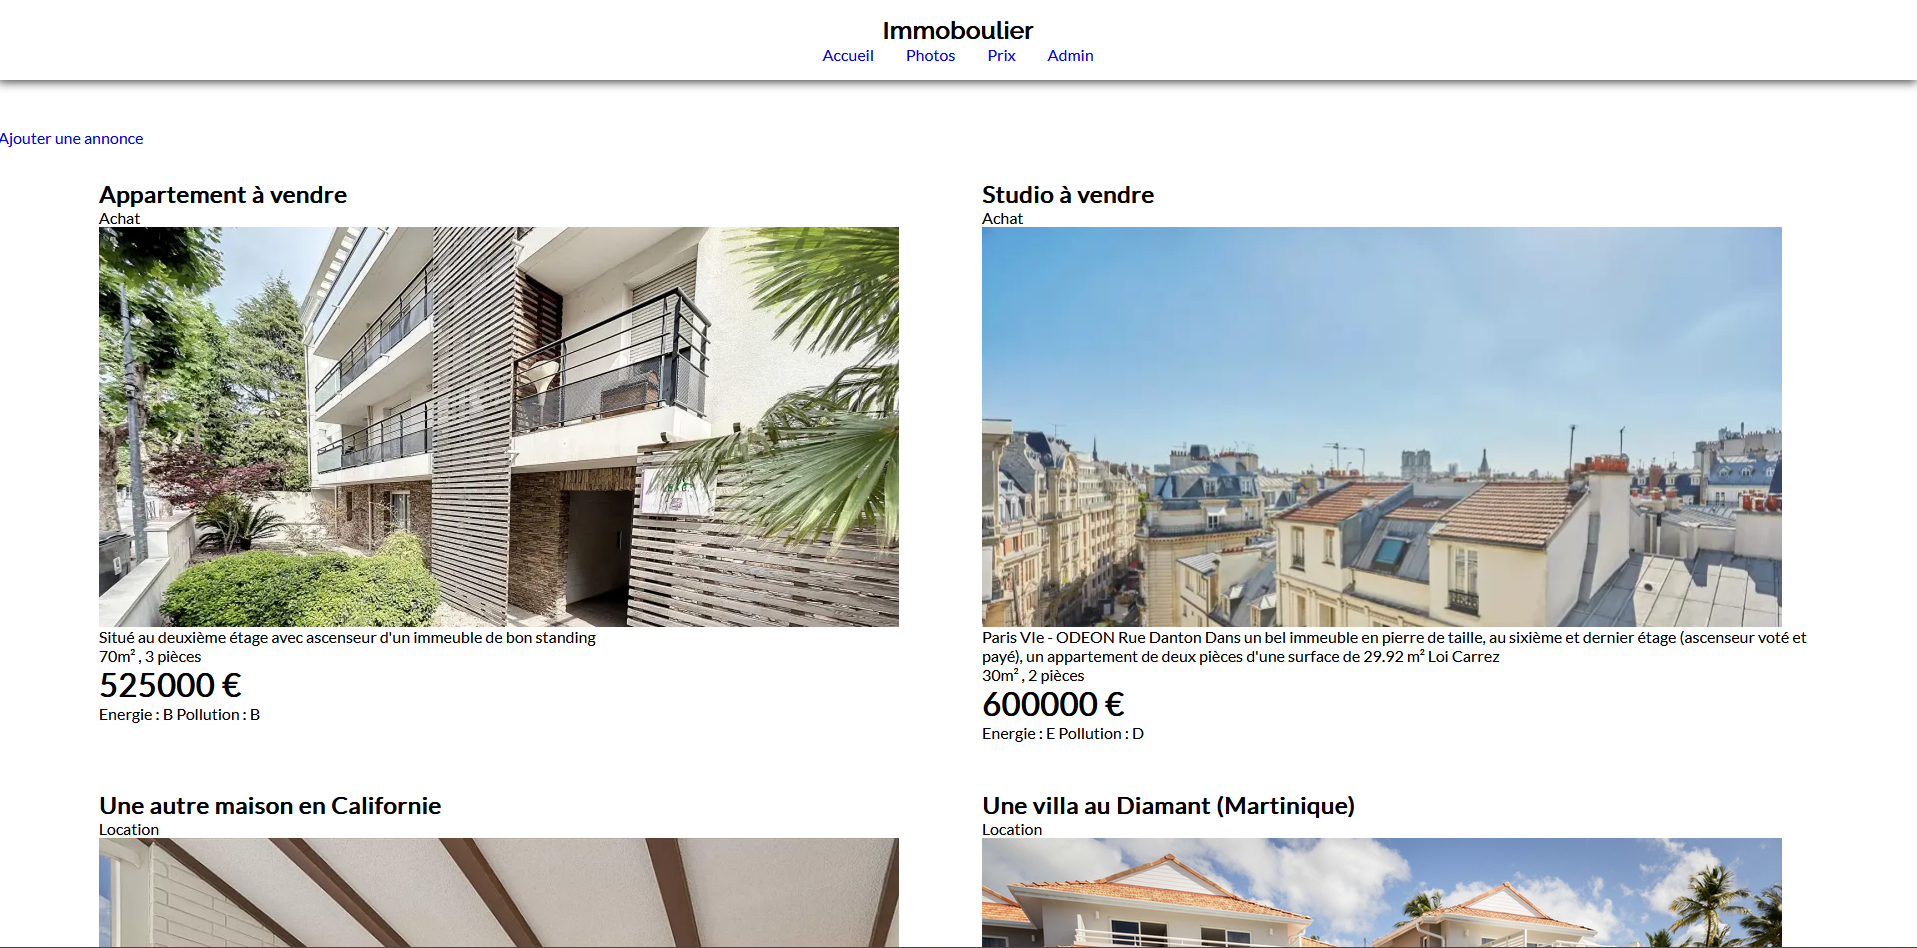 Immoboulier
Accueil Photos Prix Admin
Ajouter une annonce
Appartement à vendre
Achat
Situé au deuxième étage avec ascenseur d'un immeuble de bon standing
70m² , 3 pièces
525000 €
Energie : B Pollution : B
Studio à vendre
Achat
Paris VIe - ODEON Rue Danton Dans un bel immeuble en pierre de taille, au sixième et dernier étage (ascenseur voté et
payé), un appartement de deux pièces d'une surface de 29.92 m² Loi Carrez
30m² , 2 pièces
600000 €
Energie : E Pollution : D
Une autre maison en Californie
Location
Une villa au Diamant (Martinique)
Location